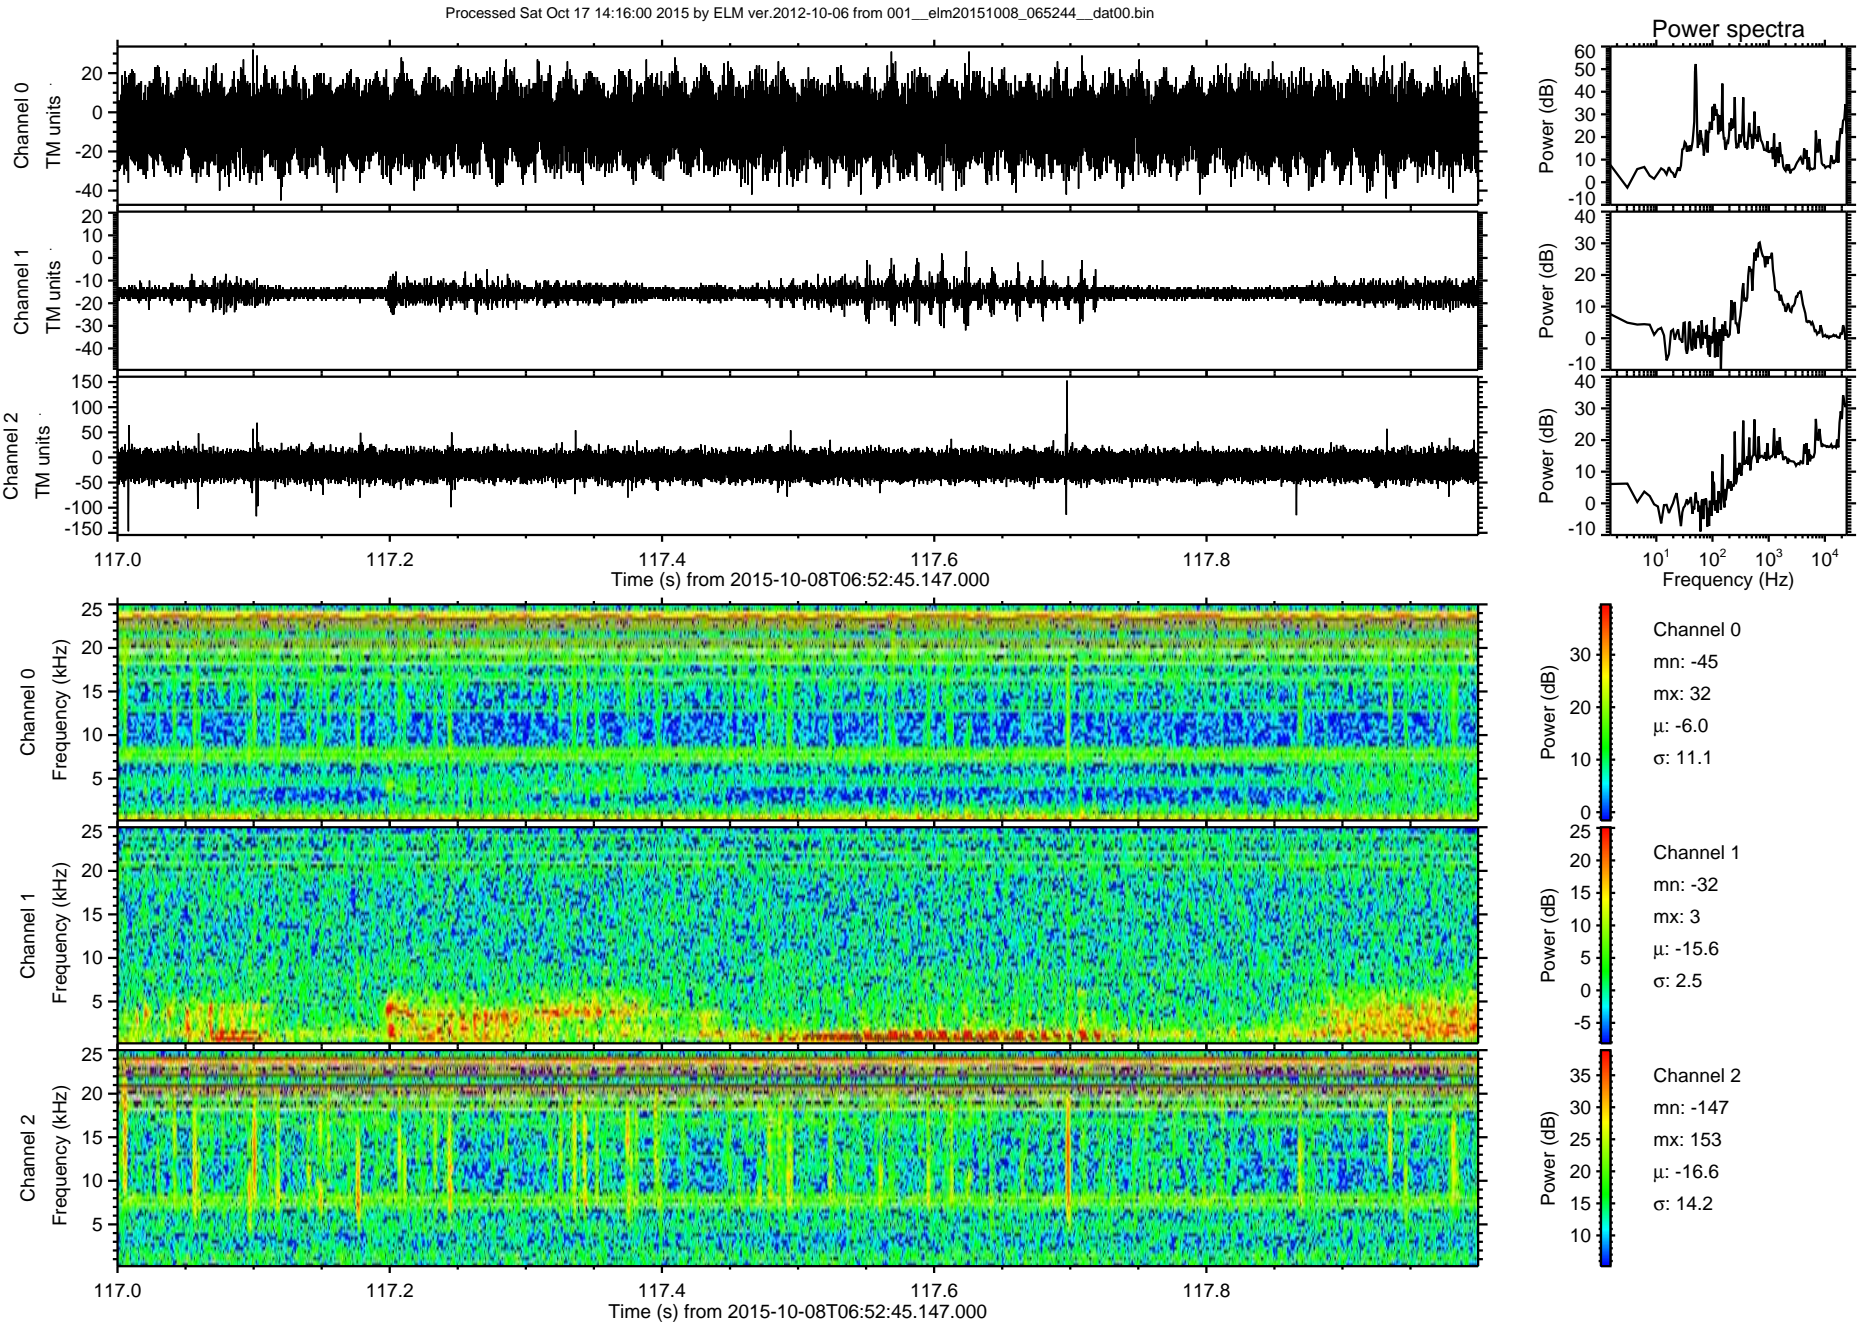 Processed Sat Oct 17 14:16:00 2015 by ELM ver.2012-10-06 from 001__elm20151008_065244__dat00.bin
Power spectra
Channel 0
TM units
20
0
-20
-40
Power (dB)
60
50
40
30
20
10
0
-10
Channel 1
TM units
20
10
0
-10
-20
-30
-40
Power (dB)
40
30
20
10
0
-10
Channel 2
TM units
150
100
50
0
-50
-100
-150
Power (dB)
40
30
20
10
0
-10
117.0 117.2 117.4 117.6 117.8
Time (s) from 2015-10-08T06:52:45.147.000
10¹ 10² 10³ 10⁴
Frequency (Hz)
Channel 0
Frequency (kHz)
25
20
15
10
5
Power (dB)
30
20
10
0
Channel 0
mn: -45
mx: 32
μ: -6.0
σ: 11.1
Channel 1
Frequency (kHz)
25
20
15
10
5
Power (dB)
25
20
15
10
5
0
-5
Channel 1
mn: -32
mx: 3
μ: -15.6
σ: 2.5
Channel 2
Frequency (kHz)
25
20
15
10
5
Power (dB)
35
30
25
20
15
10
Channel 2
mn: -147
mx: 153
μ: -16.6
σ: 14.2
117.0 117.2 117.4 117.6 117.8
Time (s) from 2015-10-08T06:52:45.147.000